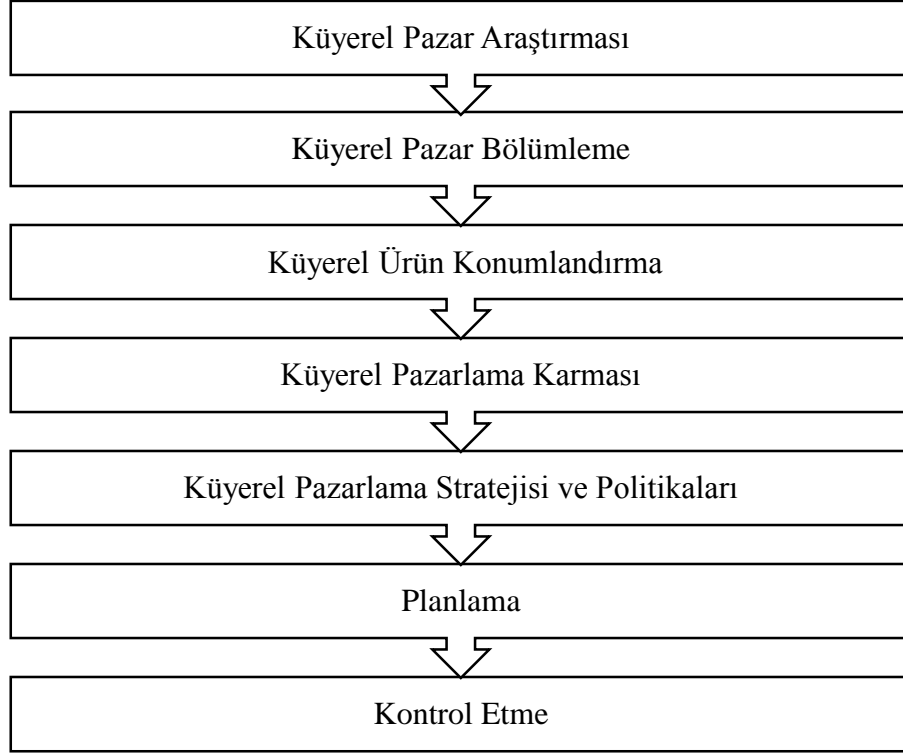 Küyerel Pazar Araştırması
Küyerel Pazar Bölümleme
Küyerel Ürün Konumlandırma
Küyerel Pazarlama Karması
Küyerel Pazarlama Stratejisi ve Politikaları
Planlama
Kontrol Etme